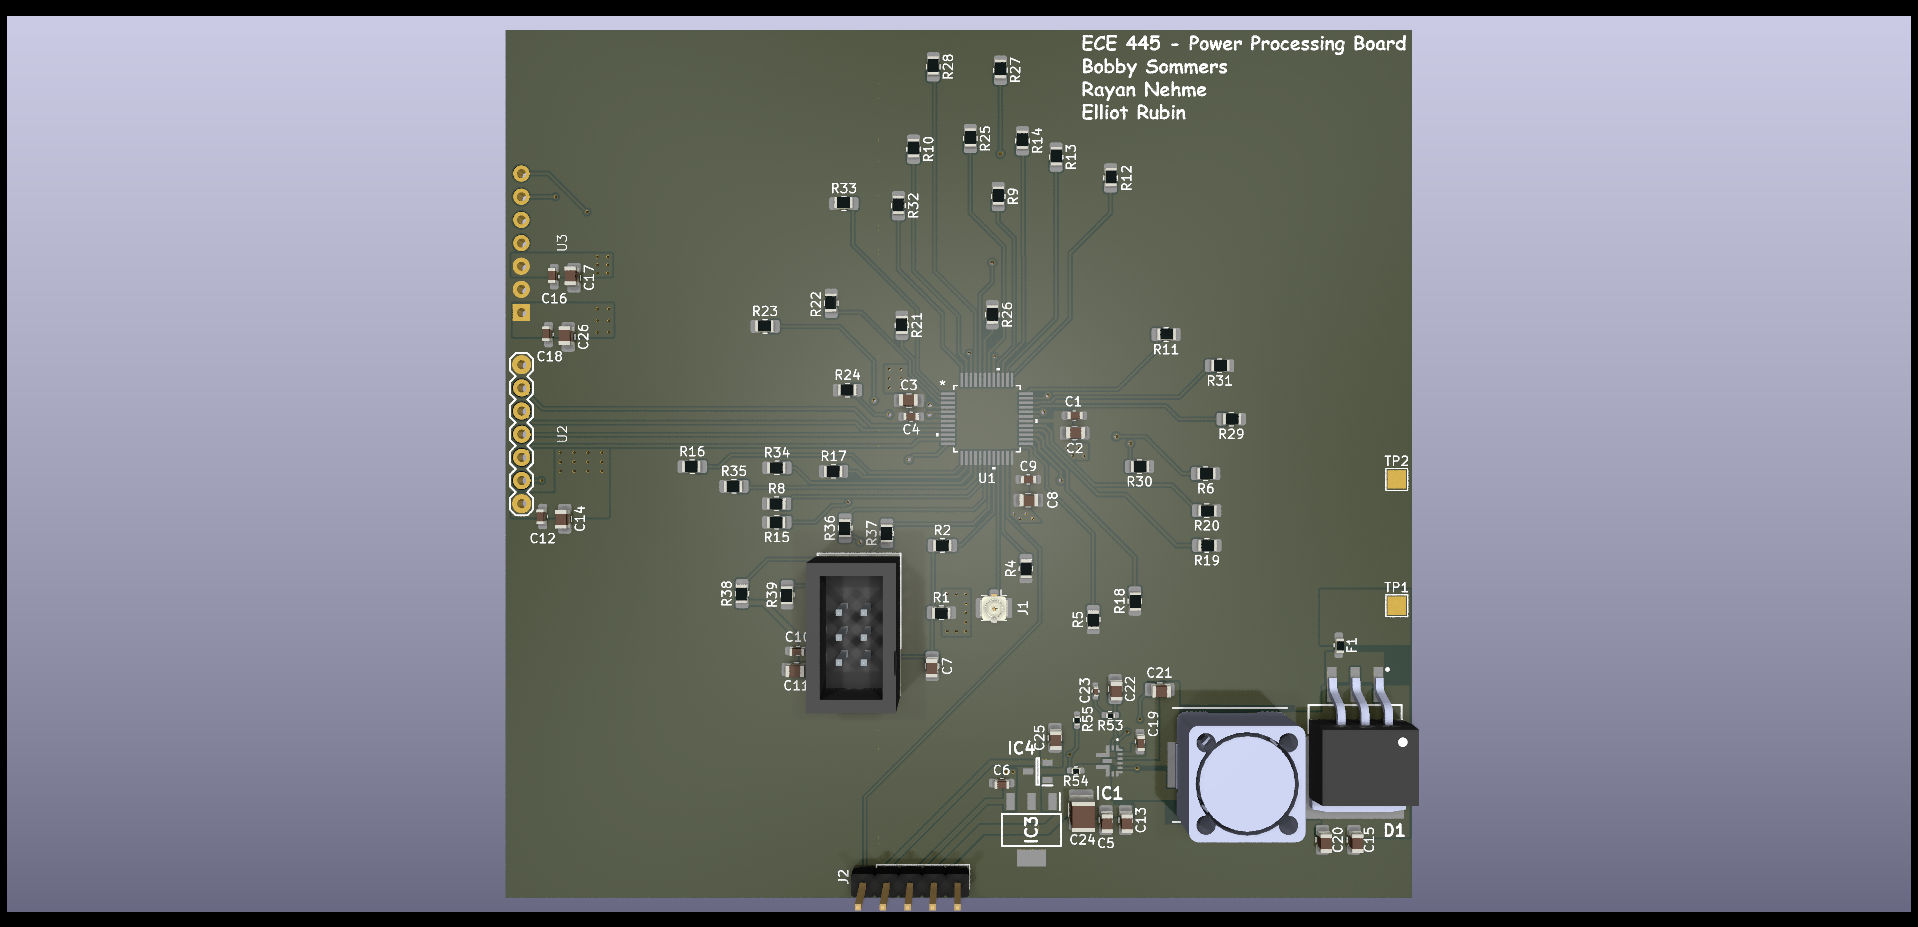 ECE 445 - Power Processing Board
Bobby Sommers
Rayan Nehme
Elliot Rubin
R28
R27
R10
R25
R14
R13
R12
R33
R32
R9
U3
C17
C16
R22
R23
R21
R26
C26
C18
R11
R31
R24
C3
*
C4
C1
C2
R29
U2
R16
R34
R17
R35
R8
R15
R36
R37
U1
C9
C8
R30
R6
R20
R19
TP2
C14
C12
R2
R4
R38
R39
R1
J1
R5
R18
TP1
F1
C10
C11
C7
C23
C22
C21
R55
R53
C19
IC4
C25
C6
R54
IC1
IC3
C24
C5
C13
C20
C15
D1
J2